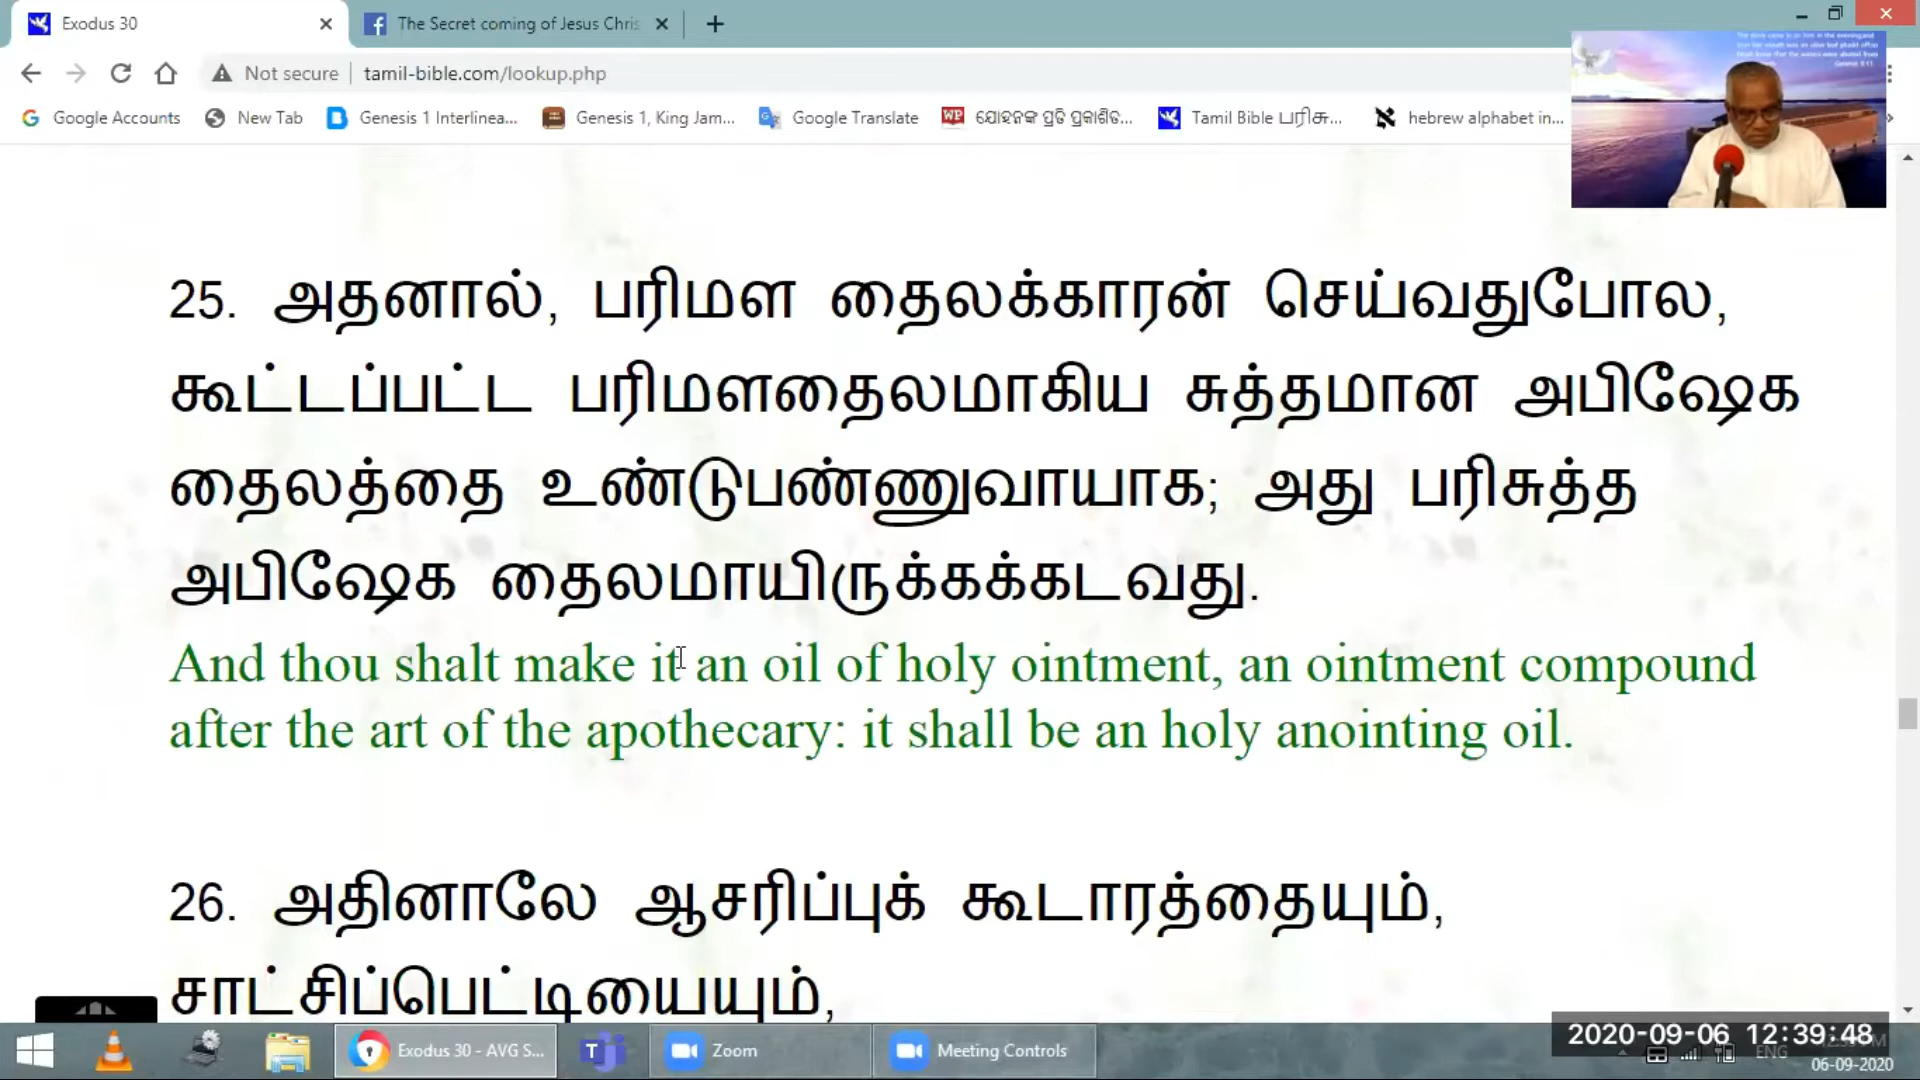 Exodus 30
The Secret coming of Jesus Chris
Not secure
tamil-bible.com/lookup.php
Google Accounts
New Tab
Genesis 1 Interlinea...
Genesis 1, King Jam...
Google Translate
ଯୋହନଙ୍କ ପ୍ରତି ପ୍ରକାଶିତ...
Tamil Bible பரிசு...
hebrew alphabet in...
25. அதனால், பரிமள தைலக்காரன் செய்வதுபோல,
கூட்டப்பட்ட பரிமளதைலமாகிய சுத்தமான அபிஷேக
தைலத்தை உண்டுபண்ணுவாயாக; அது பரிசுத்த
அபிஷேக தைலமாயிருக்கக்கடவது.
And thou shalt make it an oil of holy ointment, an ointment compound
after the art of the apothecary: it shall be an holy anointing oil.
26. அதினாலே ஆசரிப்புக் கூடாரத்தையும்,
சாட்சிப்பெட்டியையும்,
Exodus 30 - AVG S...
Zoom
Meeting Controls
2020-09-06 12:39:48
ENG
06-09-2020